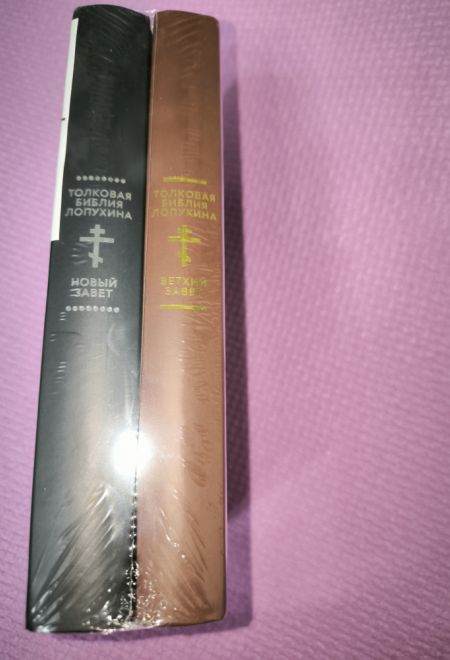 ТОЛКОВАЯ
БИБЛИЯ
ЛОПУХИНА
НОВЫЙ
ЗАВЕТ
ТОЛКОВАЯ
БИБЛИЯ
ЛОПУХИНА
ВЕТХИЙ
ЗАВЕТ